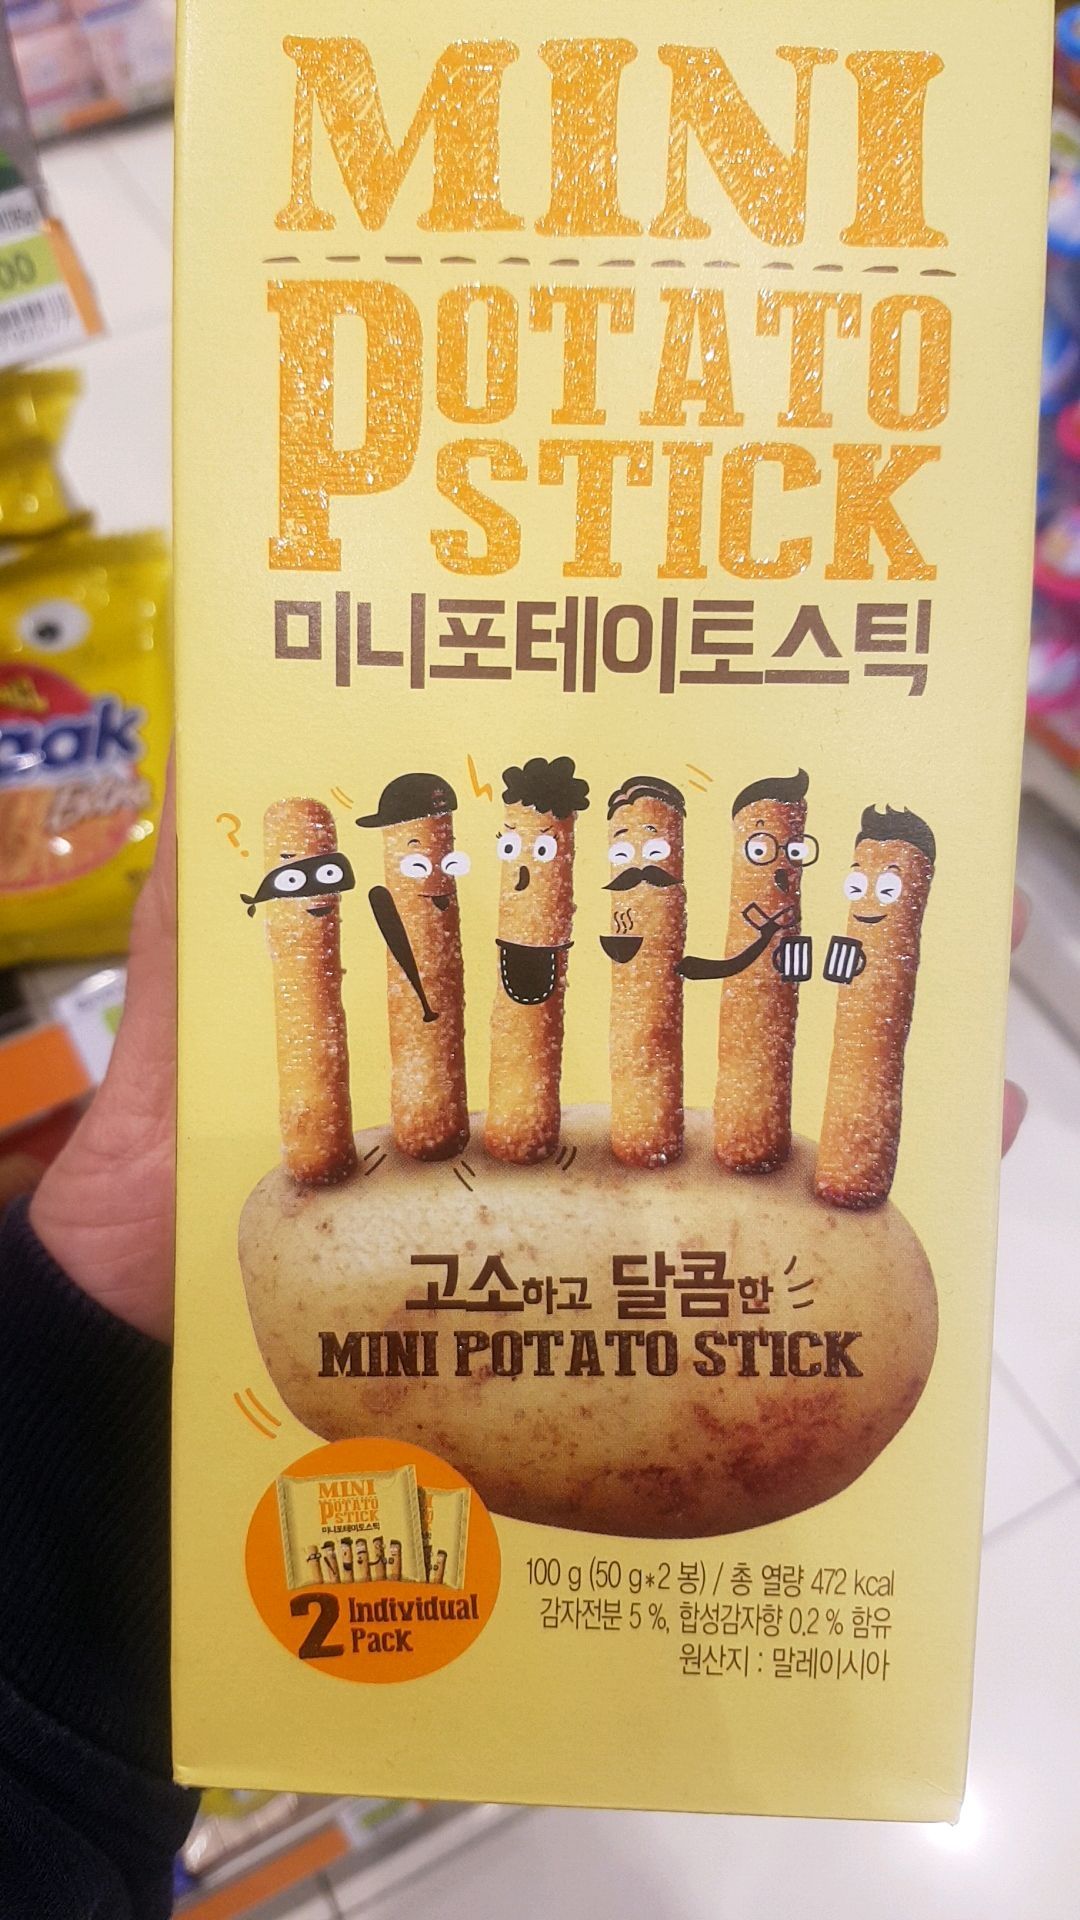 MINI
POTATO
STICK
미니포테이토스틱
?
고소하고 달콤한
MINI POTATO STICK
MINI
POTATO
STICK
미니포테이토스틱
2 Individual
Pack
100 g (50 g*2 봉) / 총 열량 472 kcal
감자전분 5 %, 합성감자향 0.2 % 함유
원산지 : 말레이시아